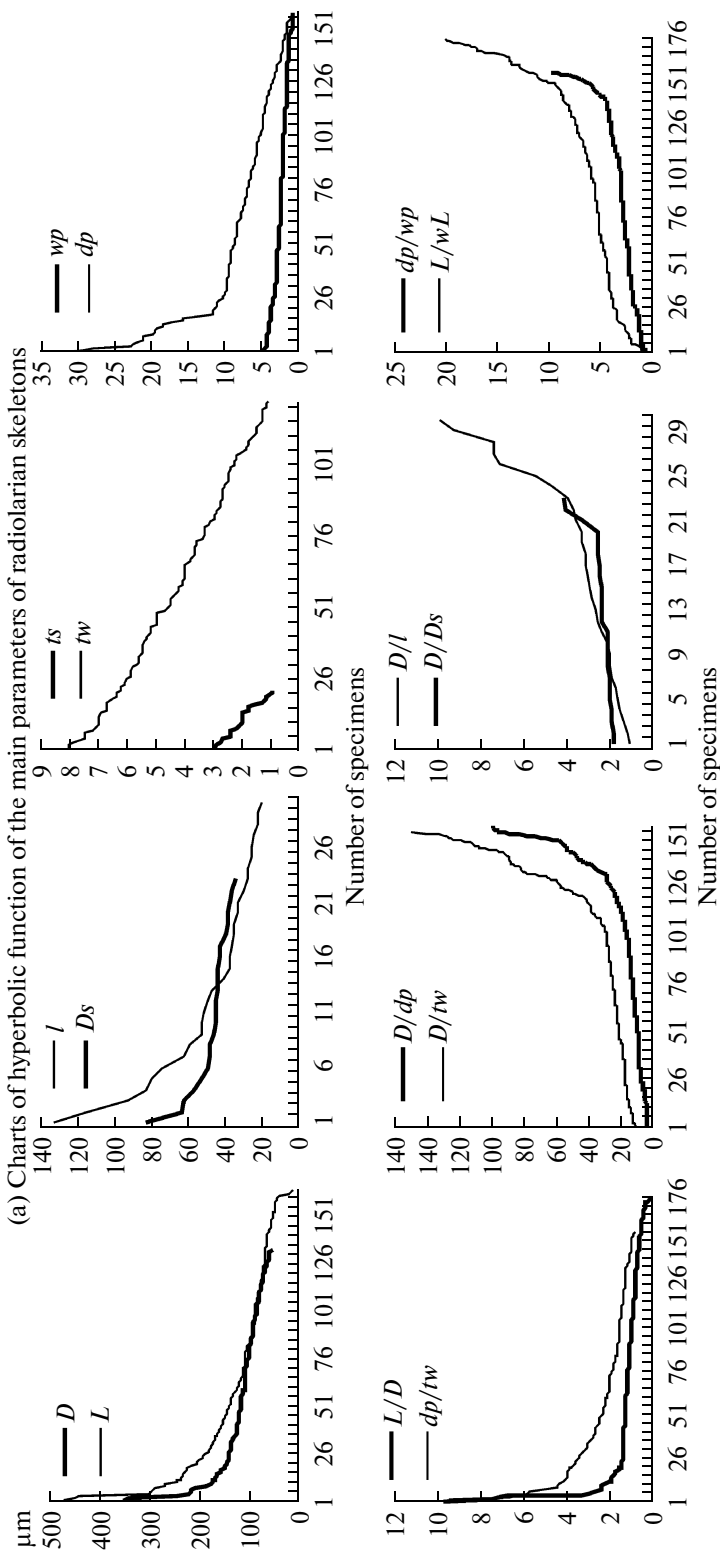 (a) Charts of hyperbolic function of the main parameters of radiolarian skeletons
μm
500
400
300
200
100
0
D
L
1 26 51 76 101 126 151
140
120
100
80
60
40
20
0
l
Ds
1 6 11 16 21 26
9
8
7
6
5
4
3
2
1
0
ts
tw
1 26 51 76 101
35
30
25
20
15
10
5
0
wp
dp
1 26 51 76 101 126 151
Number of specimens
12
10
8
6
4
2
0
L/D
dp/tw
1 26 51 76 101 126 151 176
140
140
100
80
60
40
20
0
D/dp
D/tw
1 26 51 76 101 126 151
12
10
8
6
4
2
0
D/l
D/Ds
1 5 9 13 17 21 25 29
25
20
15
10
5
0
dp/wp
L/wL
1 26 51 76 101 126 151 176
Number of specimens